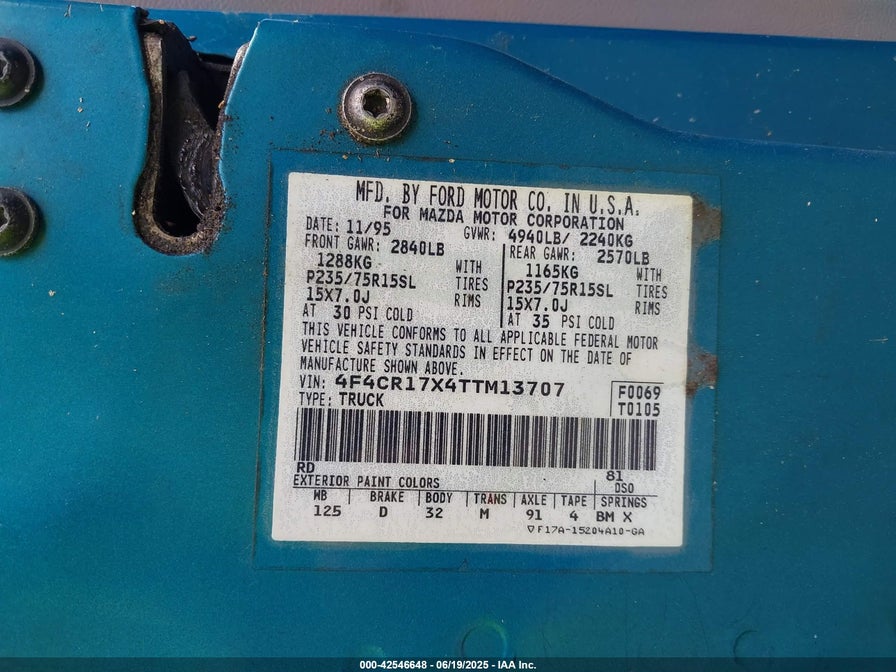 MFD. BY FORD MOTOR CO. IN U.S.A.
FOR MAZDA MOTOR CORPORATION
DATE: 11/95 GVWR: 4940LB/ 2240KG
FRONT GAWR: 2840LB REAR GAWR: 2570LB
1288KG WITH 1165KG WITH
P235/75R15SL TIRES P235/75R15SL TIRES
15X7.0J RIMS 15X7.0J RIMS
AT 30 PSI COLD AT 35 PSI COLD
THIS VEHICLE CONFORMS TO ALL APPLICABLE FEDERAL MOTOR
VEHICLE SAFETY STANDARDS IN EFFECT ON THE DATE OF
MANUFACTURE SHOWN ABOVE.
VIN: 4F4CR17X4TTM13707 F0069
TYPE: TRUCK T0105
RD 81
EXTERIOR PAINT COLORS DSO
WB BRAKE BODY TRANS AXLE TAPE SPRINGS
125 D 32 M 91 4 BM X
F17A-15204A10-GA
000-42546648 - 06/19/2025 - IAA Inc.